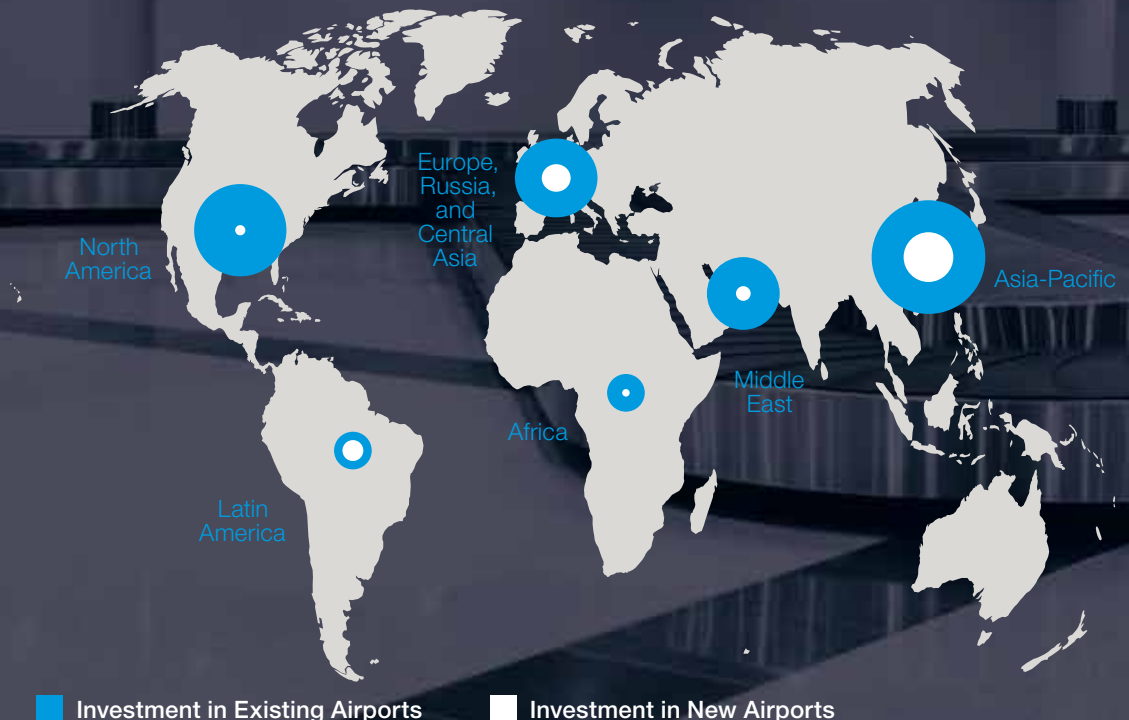 Europe,
Russia,
and
Central
Asia
North
America
Asia-Pacific
Middle
East
Africa
Latin
America
Investment in Existing Airports
Investment in New Airports